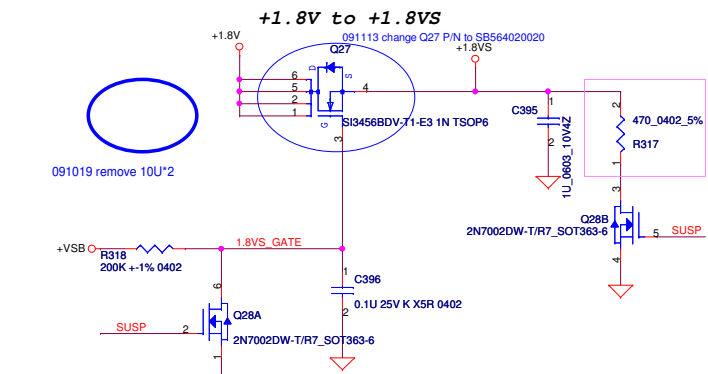 +1.8V to +1.8VS
+1.8V
091113 change Q27 P/N to SB564020020
Q27
+1.8VS
D
S
6
5
2
1
4
G
3
SI3456BDV-T1-E3 1N TSOP6
C395
1
2
1U_0603_10V4Z
2
470_0402_5%
R317
1
091019 remove 10U*2
3
Q28B
2N7002DW-T/R7_SOT363-6
5
SUSP
4
+VSB
R318
200K +-1% 0402
1.8VS_GATE
6
1
C396
0.1U 25V K X5R 0402
2
Q28A
SUSP
2
2N7002DW-T/R7_SOT363-6
1